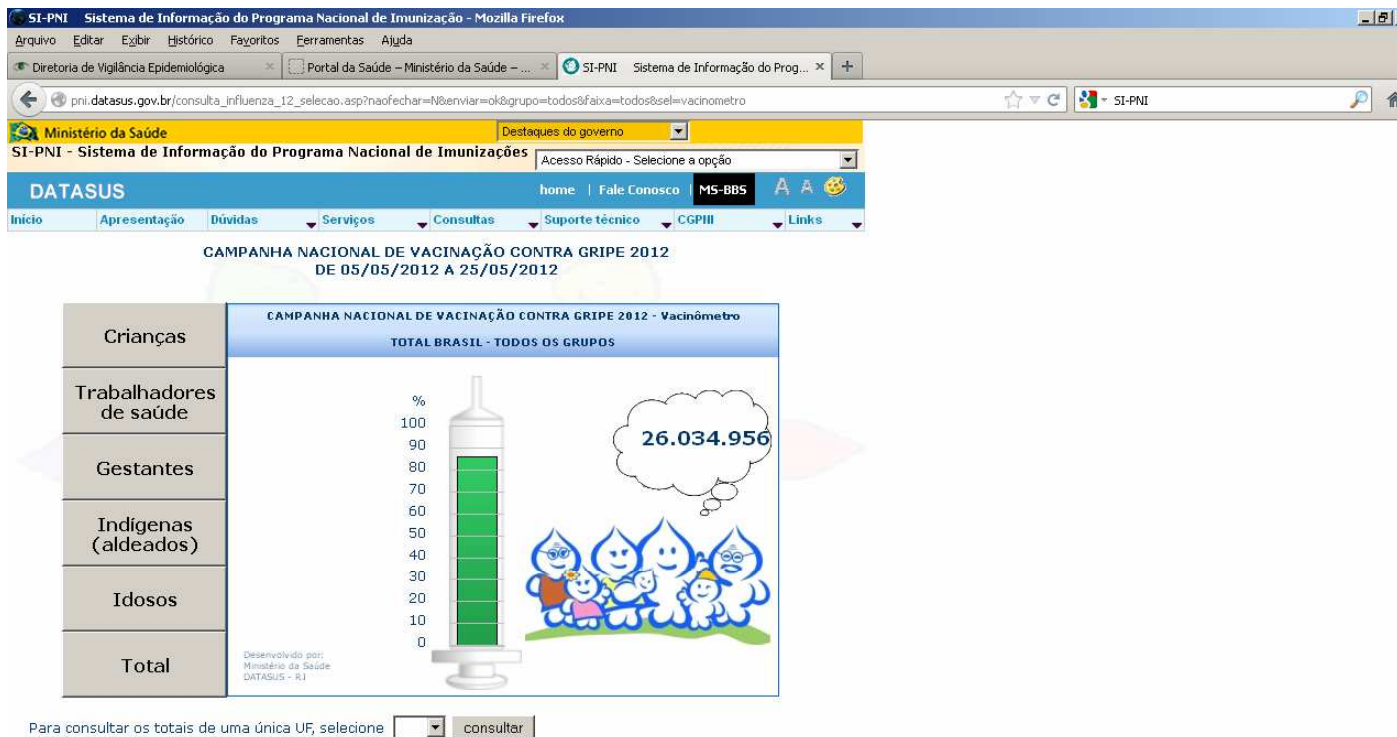 SI-PNI Sistema de Informação do Programa Nacional de Imunização - Mozilla Firefox
Arquivo Editar Exibir Histórico Favoritos Ferramentas Ajuda
Diretoria de Vigilância Epidemiológica × Portal da Saúde – Ministério da Saúde – ... × SI-PNI Sistema de Informação do Prog... × +
pni.datasus.gov.br/consulta_influenza_12_selecao.asp?naofechar=N&enviar=ok&grupo=todos&faixa=todos&sel=vacinometro SI-PNI
Ministério da Saúde Destaques do governo
SI-PNI - Sistema de Informação do Programa Nacional de Imunizações Acesso Rápido - Selecione a opção
DATASUS home | Fale Conosco | MS-BBS A A
Início Apresentação Dúvidas Serviços Consultas Suporte técnico CGPNI Links
CAMPANHA NACIONAL DE VACINAÇÃO CONTRA GRIPE 2012
DE 05/05/2012 A 25/05/2012
Crianças
Trabalhadores
de saúde
Gestantes
Indígenas
(aldeados)
Idosos
Total
CAMPANHA NACIONAL DE VACINAÇÃO CONTRA GRIPE 2012 - Vacinômetro
TOTAL BRASIL - TODOS OS GRUPOS
%
100
90
80
70
60
50
40
30
20
10
0
26.034.956
Desenvolvido por:
Ministério da Saúde
DATASUS - RJ
Para consultar os totais de uma única UF, selecione consultar